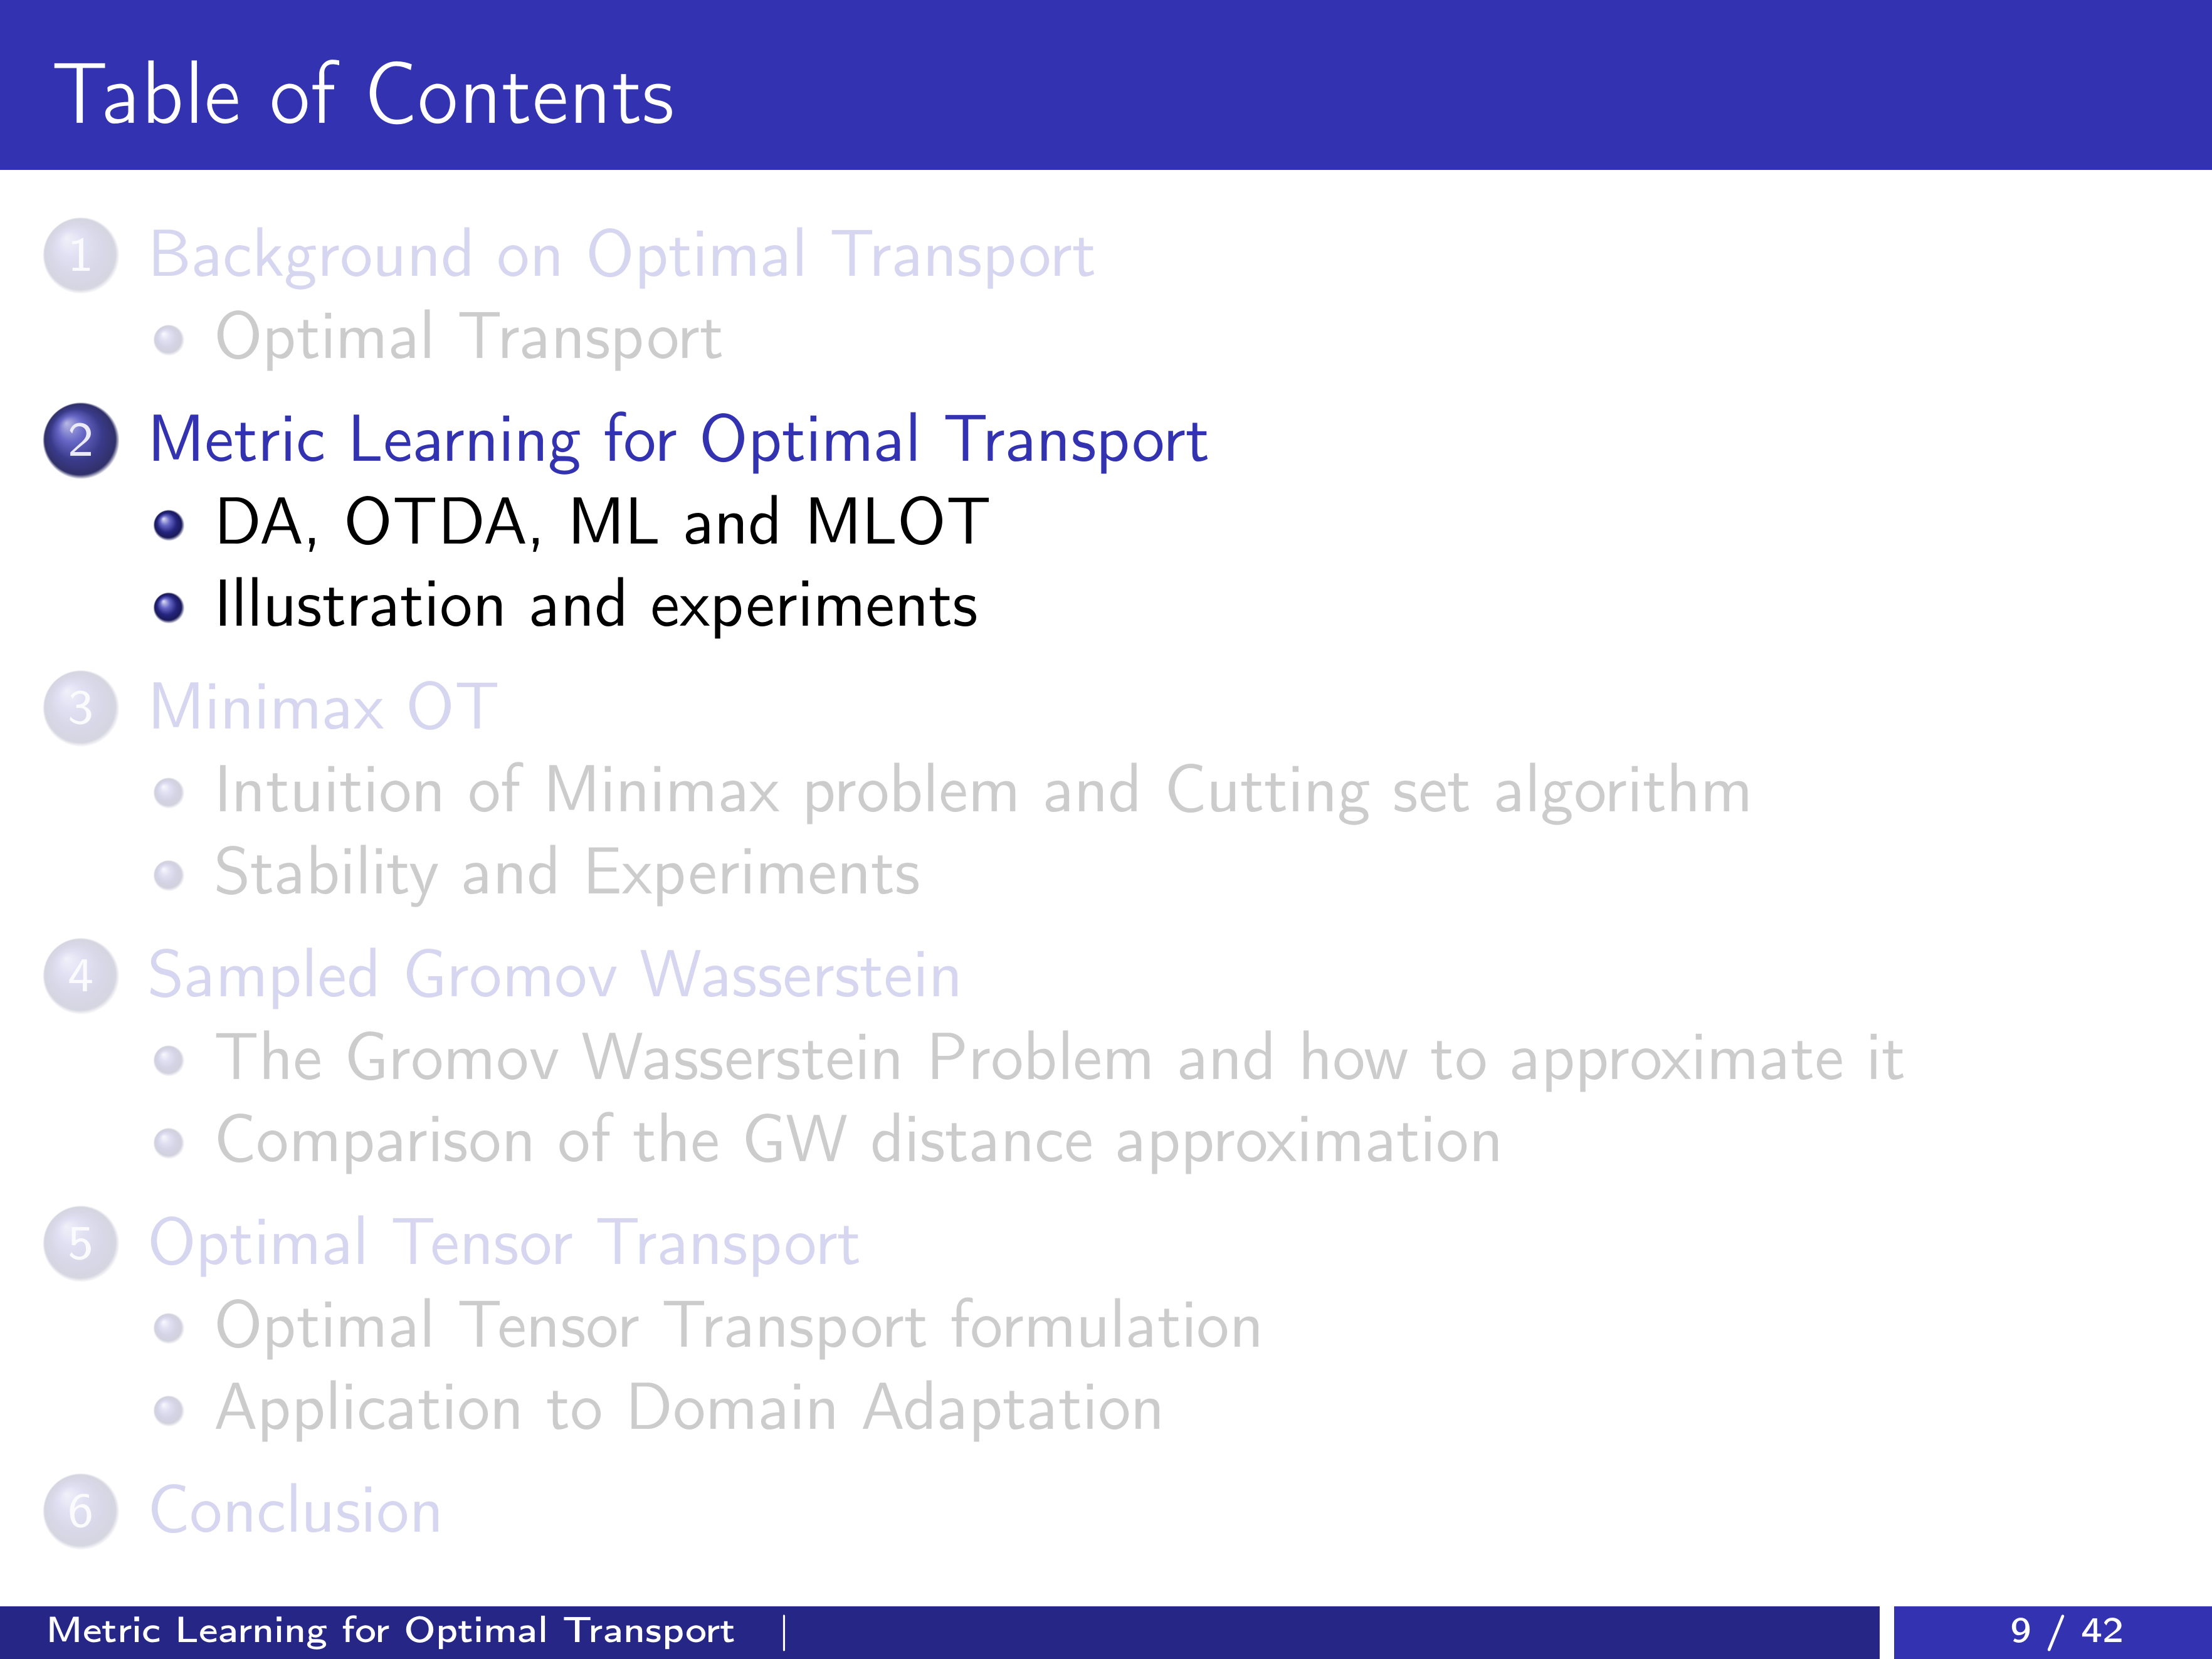 Table of Contents
1 Background on Optimal Transport
Optimal Transport
2 Metric Learning for Optimal Transport
DA, OTDA, ML and MLOT
Illustration and experiments
3 Minimax OT
Intuition of Minimax problem and Cutting set algorithm
Stability and Experiments
4 Sampled Gromov Wasserstein
The Gromov Wasserstein Problem and how to approximate it
Comparison of the GW distance approximation
5 Optimal Tensor Transport
Optimal Tensor Transport formulation
Application to Domain Adaptation
6 Conclusion
Metric Learning for Optimal Transport |
9 / 42